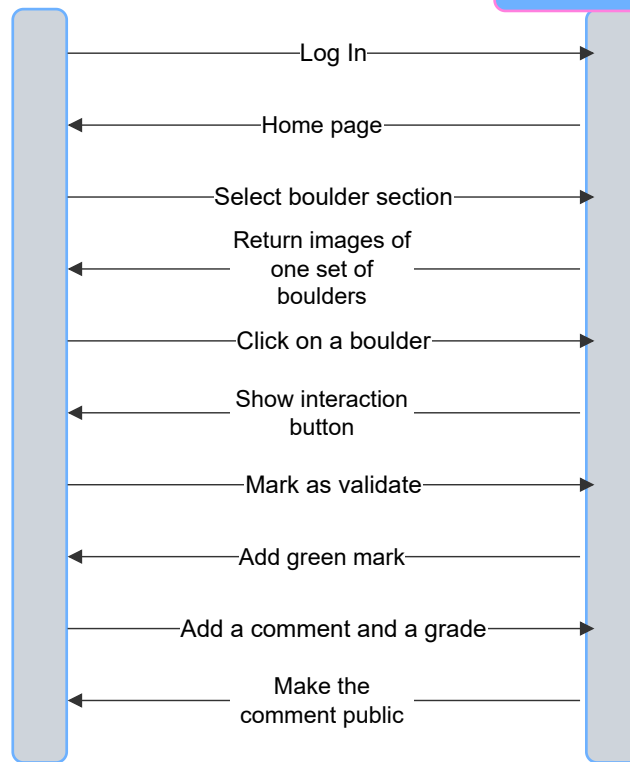 Log In
Home page
Select boulder section
Return images of
one set of
boulders
Click on a boulder
Show interaction
button
Mark as validate
Add green mark
Add a comment and a grade
Make the
comment public